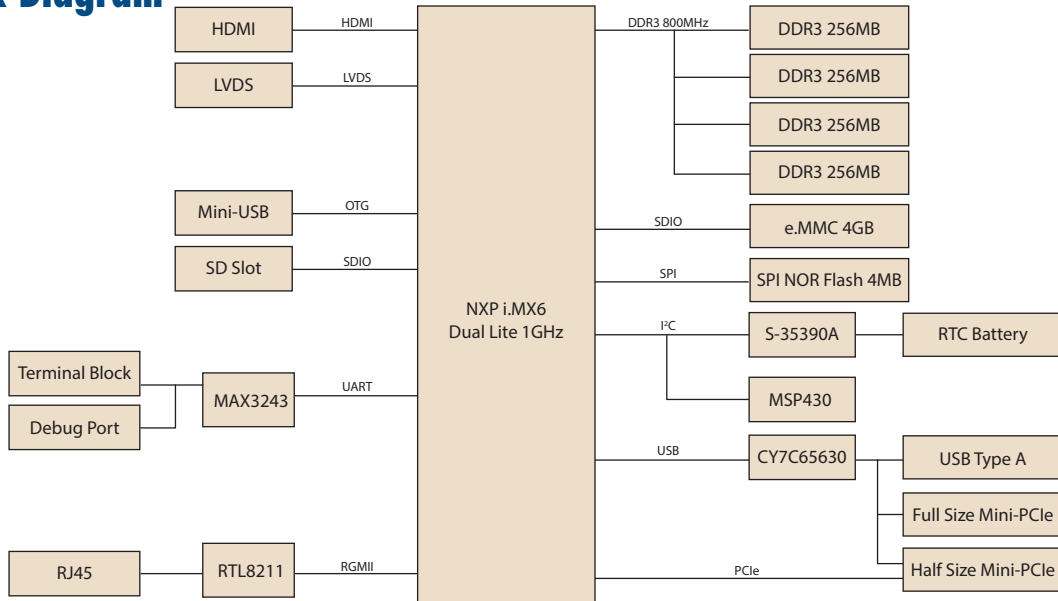 Diagram
HDMI
HDMI
DDR3 800MHz
DDR3 256MB
LVDS
LVDS
DDR3 256MB
DDR3 256MB
DDR3 256MB
Mini-USB
OTG
SDIO
e.MMC 4GB
SD Slot
SDIO
SPI
SPI NOR Flash 4MB
NXP i.MX6
Dual Lite 1GHz
I²C
S-35390A
RTC Battery
Terminal Block
Debug Port
MAX3243
UART
MSP430
USB
CY7C65630
USB Type A
Full Size Mini-PCIe
RJ45
RTL8211
RGMII
PCIe
Half Size Mini-PCIe